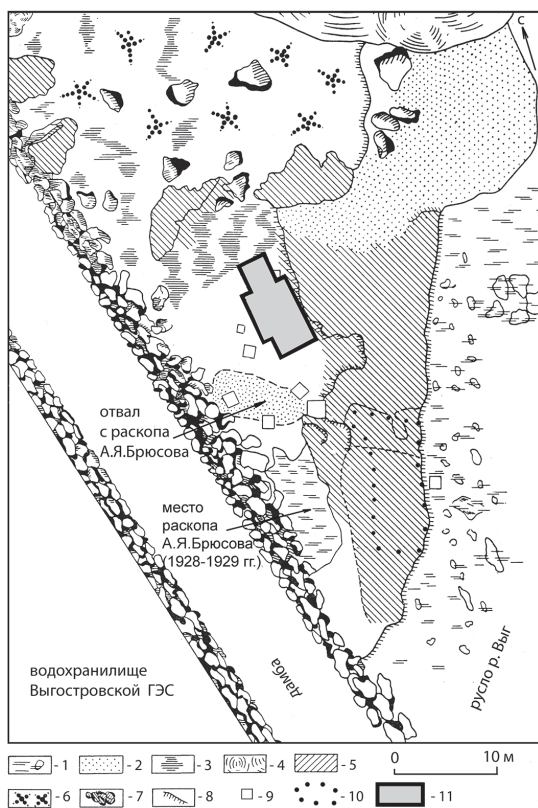 С
отвал
с раскопа
А.Я.Брюсова
место
раскопа
А.Я.Брюсова
(1928-1929 гг.)
водохранилище
Выгостровской ГЭС
дамба
русло р. Выг
- 1
- 2
- 3
- 4
- 5
0 10 м
- 6
- 7
- 8
- 9
- 10
- 11